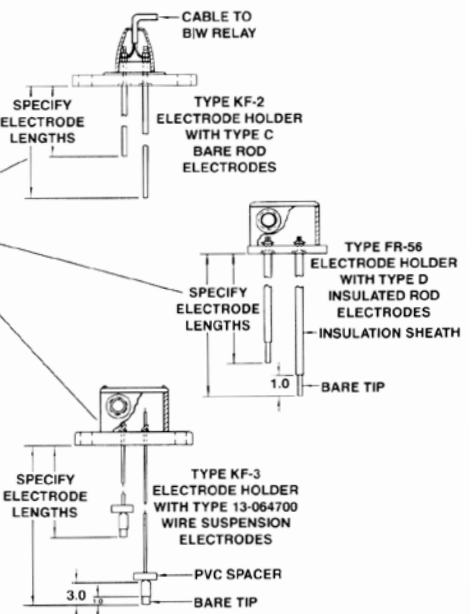 CABLE TO
B|W RELAY
SPECIFY
ELECTRODE
LENGTHS
TYPE KF-2
ELECTRODE HOLDER
WITH TYPE C
BARE ROD
ELECTRODES
TYPE FR-56
ELECTRODE HOLDER
WITH TYPE D
INSULATED ROD
ELECTRODES
SPECIFY
ELECTRODE
LENGTHS
INSULATION SHEATH
1.0
BARE TIP
SPECIFY
ELECTRODE
LENGTHS
TYPE KF-3
ELECTRODE HOLDER
WITH TYPE 13-064700
WIRE SUSPENSION
ELECTRODES
PVC SPACER
3.0
1.0
BARE TIP